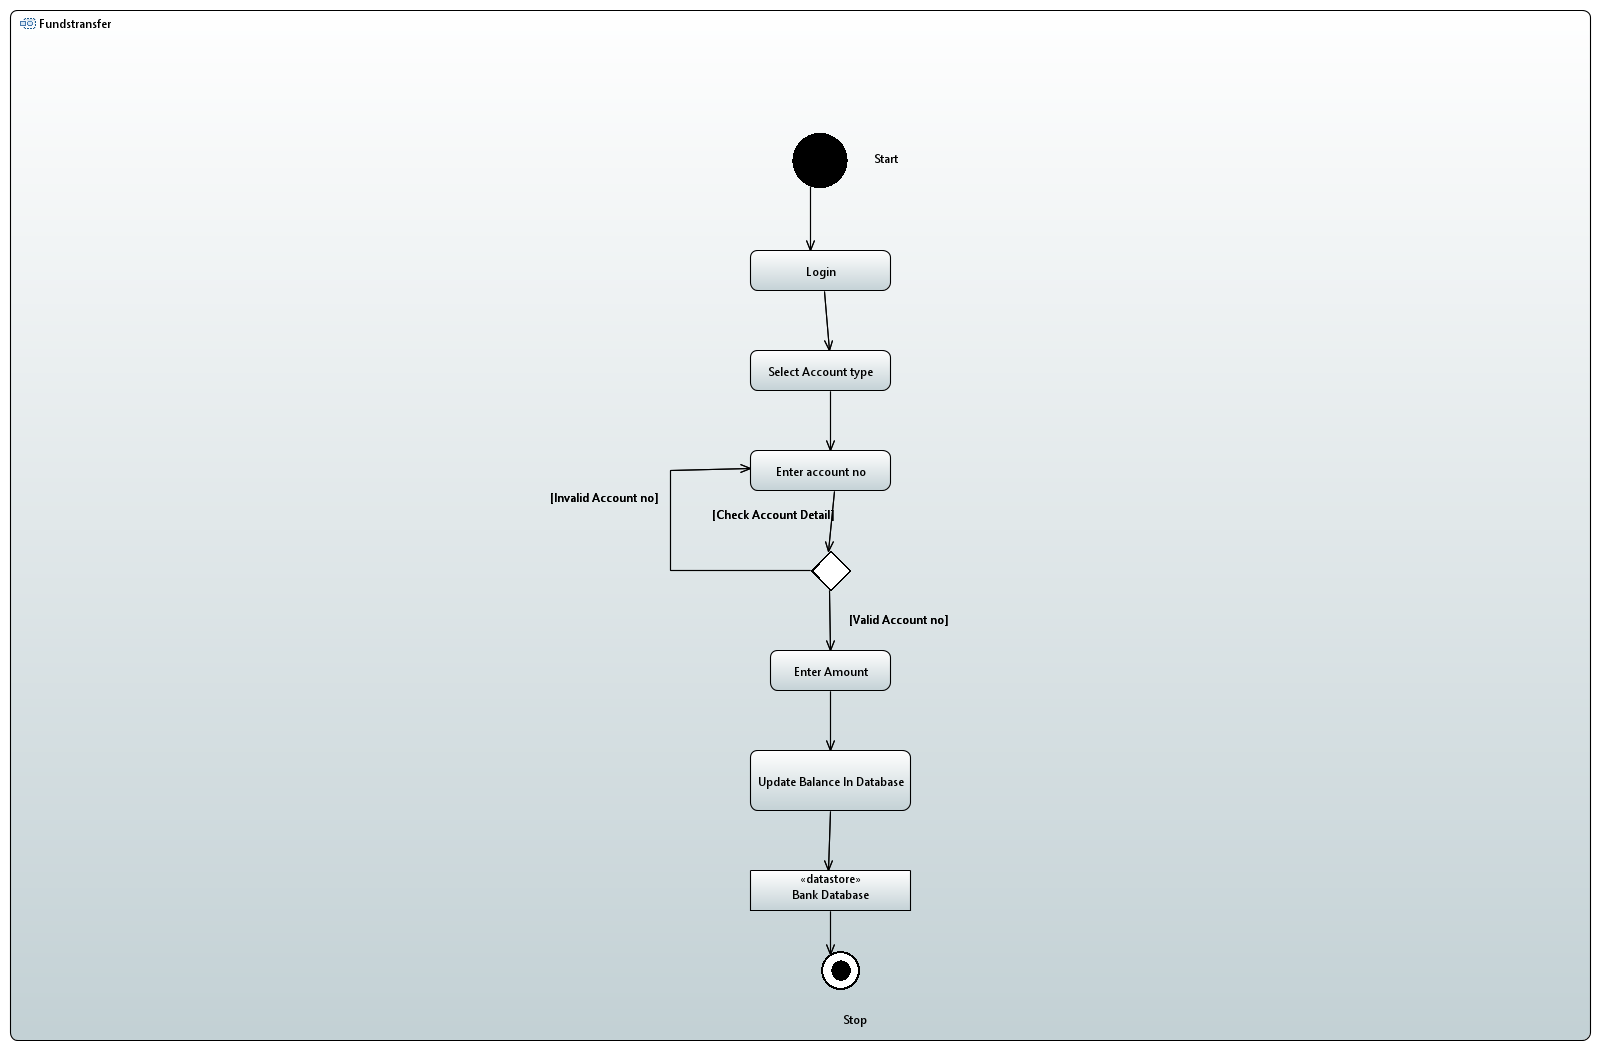 Fundstransfer
Start
Login
Select Account type
Enter account no
[Invalid Account no]
[Check Account Detail]
[Valid Account no]
Enter Amount
Update Balance In Database
«datastore»
Bank Database
Stop